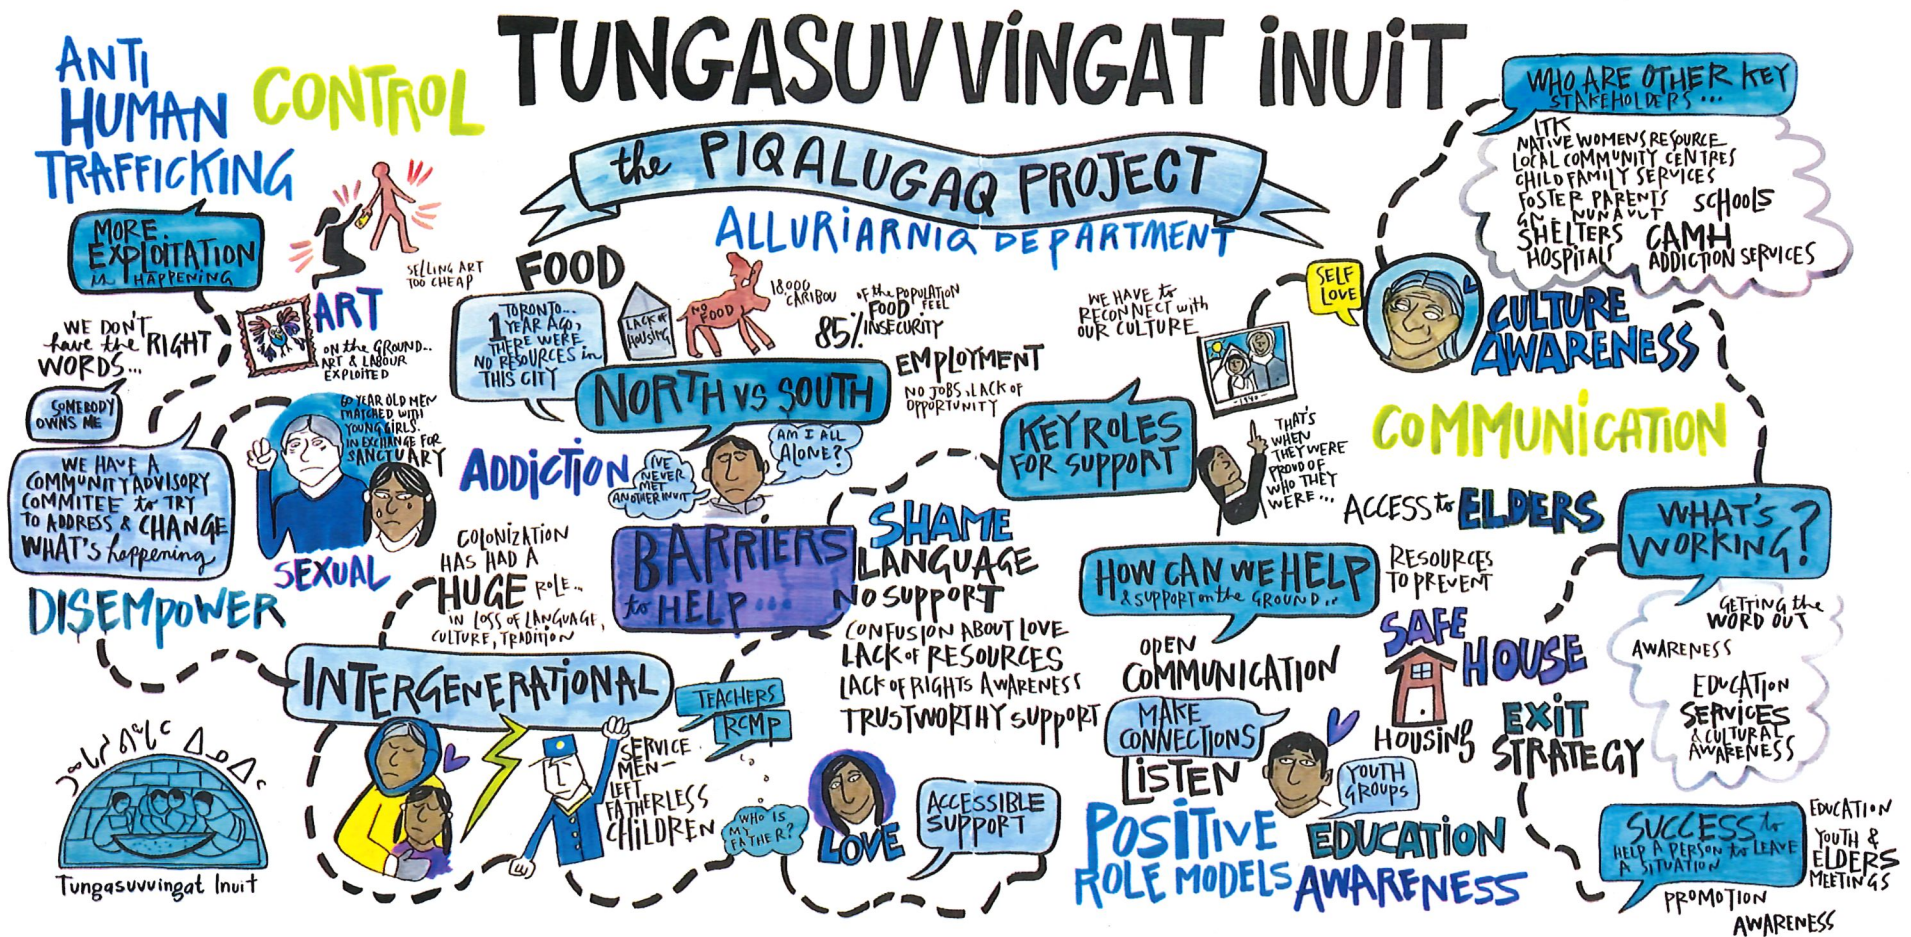 TUNGASUVVINGAT INUIT
the PIQALUGAQ PROJECT
ALLURIARNIQ DEPARTMENT
ANTI
HUMAN
TRAFFICKING
CONTROL
MORE
EXPLOITATION
is HAPPENING
SELLING ART
TOO CHEAP
ART
ON the GROUND...
ART & LABOUR
EXPLOITED
WE DON'T
have the RIGHT
WORDS...
SOMEBODY
OWNS ME
WE HAVE A
COMMUNITY ADVISORY
COMMITEE to TRY
TO ADDRESS & CHANGE
WHAT'S happening
60 YEAR OLD MEN
MATCHED WITH
YOUNG GIRLS.
IN EXCHANGE FOR
SANCTUARY
SEXUAL
DISEMPOWER
FOOD
TORONTO...
1 YEAR AGO,
THERE WERE
NO RESOURCES in
THIS CITY
LACK OF
HOUSING
NO
FOOD
18000
CARIBOU
85% OF the POPULATION
FEEL
FOOD
INSECURITY
NORTH VS SOUTH
EMPLOYMENT
NO JOBS, LACK OF
OPPORTUNITY
ADDICTION
I'VE
NEVER
MET
ANOTHER INUIT
AM I ALL
ALONE?
COLONIZATION
HAS HAD A
HUGE ROLE...
IN LOSS OF LANGUAGE,
CULTURE, TRADITION
INTERGENERATIONAL
BARRIERS
to HELP...
SHAME
LANGUAGE
NO SUPPORT
CONFUSION ABOUT LOVE
LACK OF RESOURCES
LACK OF RIGHTS AWARENESS
TRUSTWORTHY SUPPORT
TEACHERS
RCMP
SERVICE
MEN-
LEFT
FATHERLESS
CHILDREN
WHO IS
MY
FATHER?
LOVE
ACCESSIBLE
SUPPORT
Tungasuvvingat Inuit
WE HAVE to
RECONNECT with
OUR CULTURE
SELF
LOVE
CULTURE
AWARENESS
WHO ARE OTHER KEY
STAKEHOLDERS...
ITK
NATIVE WOMENS RESOURCE
LOCAL COMMUNITY CENTRES
CHILD FAMILY SERVICES
FOSTER PARENTS
SCHOOLS
GN - NUNAVUT
SHELTERS
HOSPITALS
CAMH
ADDICTION SERVICES
KEY ROLES
FOR SUPPORT
THAT'S
WHEN
THEY WERE
PROUD OF
WHO THEY
WERE...
COMMUNICATION
ACCESS to ELDERS
HOW CAN WE HELP
& SUPPORT on the GROUND...
RESOURCES
TO PREVENT
OPEN
COMMUNICATION
MAKE
CONNECTIONS
LISTEN
POSITIVE
ROLE MODELS
YOUTH
GROUPS
EDUCATION
AWARENESS
SAFE
HOUSE
HOUSING
EXIT
STRATEGY
WHAT'S
WORKING?
GETTING the
WORD OUT
AWARENESS
EDUCATION
SERVICES
& CULTURAL
AWARENESS
SUCCESS to
HELP A PERSON to LEAVE
A SITUATION
EDUCATION
YOUTH &
ELDERS
MEETINGS
PROMOTION
AWARENESS